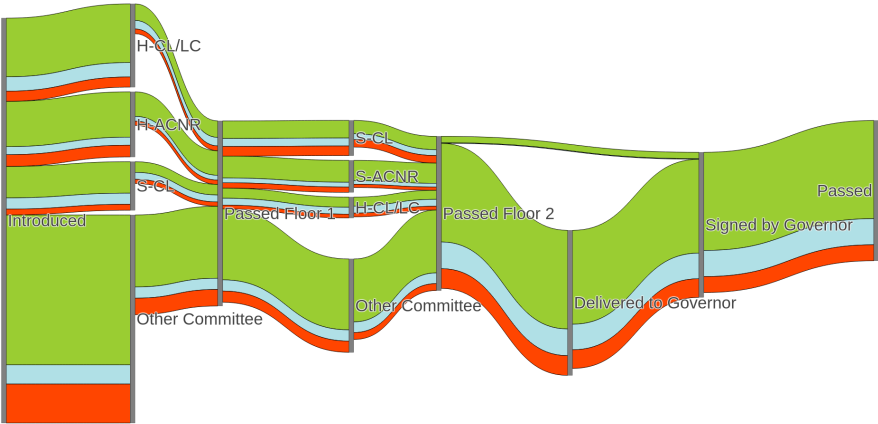 H-CL/LC
H-ACNR
S-CL
Introduced
Other Committee
Passed Floor 1
S-CL
S-ACNR
H-CL/LC
Other Committee
Passed Floor 2
Delivered to Governor
Signed by Governor
Passed